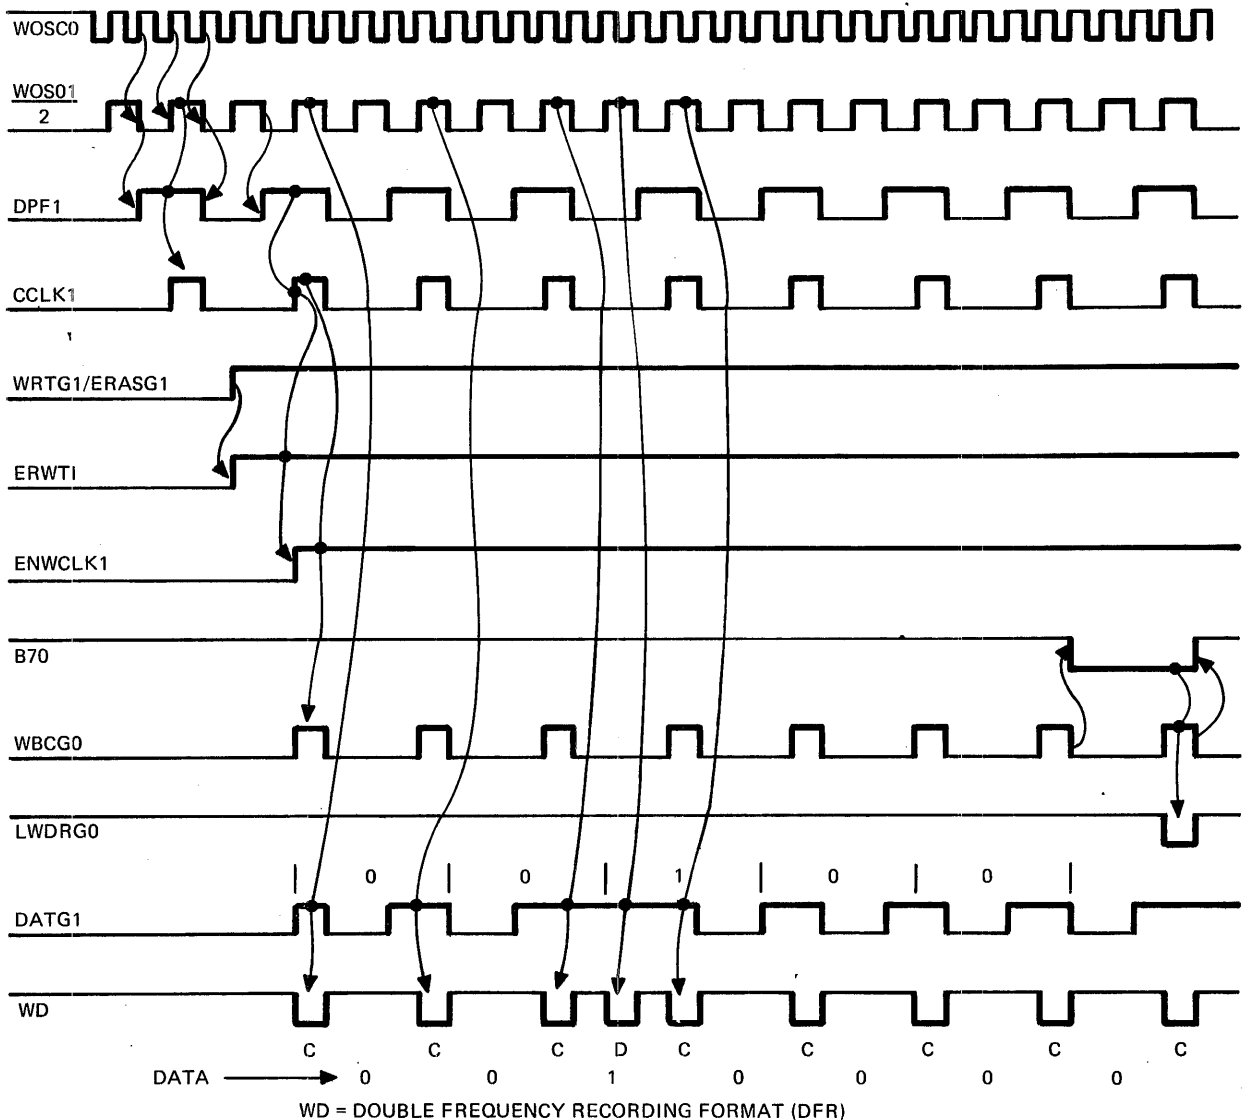 WOSC0
WOS01
2
DPF1
CCLK1
WRTG1/ERASG1
ERWTI
ENWCLK1
B70
WBCG0
LWDRG0
0 0 1 0 0
DATG1
WD
C C C D C C C C C
DATA 0 0 1 0 0 0 0
WD = DOUBLE FREQUENCY RECORDING FORMAT (DFR)